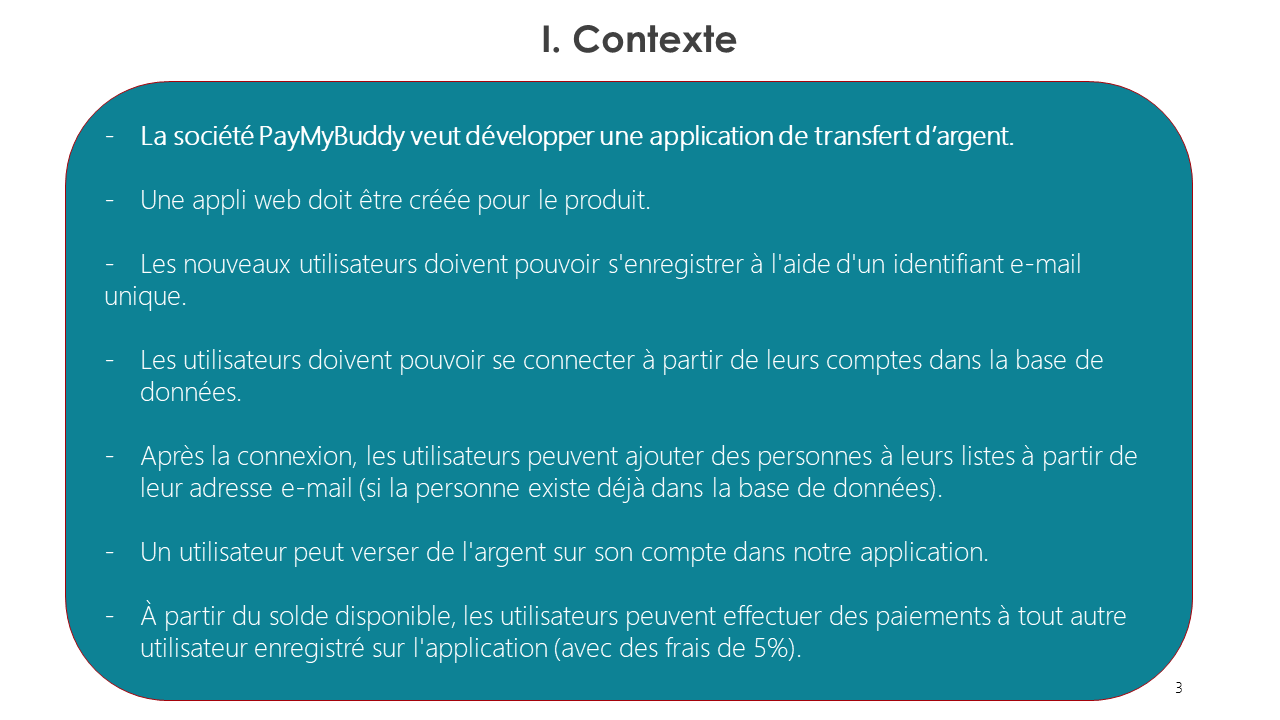 I. Contexte
- La société PayMyBuddy veut développer une application de transfert d’argent.
- Une appli web doit être créée pour le produit.
- Les nouveaux utilisateurs doivent pouvoir s'enregistrer à l'aide d'un identifiant e-mail
unique.
- Les utilisateurs doivent pouvoir se connecter à partir de leurs comptes dans la base de
données.
- Après la connexion, les utilisateurs peuvent ajouter des personnes à leurs listes à partir de
leur adresse e-mail (si la personne existe déjà dans la base de données).
- Un utilisateur peut verser de l'argent sur son compte dans notre application.
- À partir du solde disponible, les utilisateurs peuvent effectuer des paiements à tout autre
utilisateur enregistré sur l'application (avec des frais de 5%).
3